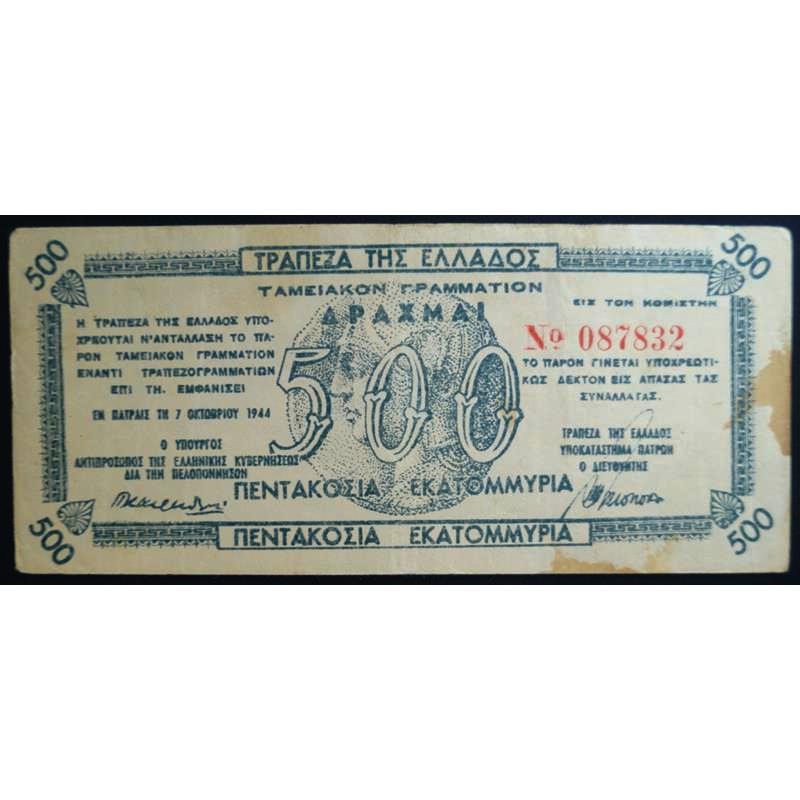 500
500
ΤΡΑΠΕΖΑ ΤΗΣ ΕΛΛΑΔΟΣ
ΤΑΜΕΙΑΚΟΝ ΓΡΑΜΜΑΤΙΟΝ
ΔΡΑΧΜΑΙ
ΕΙΣ ΤΟΝ ΚΟΜΙΣΤΗΝ
Η ΤΡΑΠΕΖΑ ΤΗΣ ΕΛΛΑΔΟΣ ΥΠΟ-
ΧΡΕΟΥΤΑΙ Ν'ΑΝΤΑΛΛΑΣΗ ΤΟ ΠΑ-
ΡΟΝ ΤΑΜΕΙΑΚΟΝ ΓΡΑΜΜΑΤΙΟΝ
ΕΝΑΝΤΙ ΤΡΑΠΕΖΟΓΡΑΜΜΑΤΙΩΝ
ΕΠΙ ΤΗ. ΕΜΦΑΝΙΣΕΙ
ΕΝ ΠΑΤΡΑΙΣ ΤΗ 7 ΟΚΤΩΒΡΙΟΥ 1944
Ο ΥΠΟΥΡΓΟΣ
ΑΝΤΙΠΡΟΣΩΠΟΣ ΤΗΣ ΕΛΛΗΝΙΚΗΣ ΚΥΒΕΡΝΗΣΕΩΣ
ΔΙΑ ΤΗΝ ΠΕΛΟΠΟΝΝΗΣΟΝ
500
Νο 087832
ΤΟ ΠΑΡΟΝ ΓΙΝΕΤΑΙ ΥΠΟΧΡΕΩΤΙ-
ΚΩΣ ΔΕΚΤΟΝ ΕΙΣ ΑΠΑΣΑΣ ΤΑΣ
ΣΥΝΑΛΛΑΓΑΣ.
ΤΡΑΠΕΖΑ ΤΗΣ ΕΛΛΑΔΟΣ
ΥΠΟΚΑΤΑΣΤΗΜΑ ΠΑΤΡΩΝ
Ο ΔΙΕΥΘΥΝΤΗΣ
ΠΕΝΤΑΚΟΣΙΑ ΕΚΑΤΟΜΜΥΡΙΑ
ΠΕΝΤΑΚΟΣΙΑ ΕΚΑΤΟΜΜΥΡΙΑ
500
500